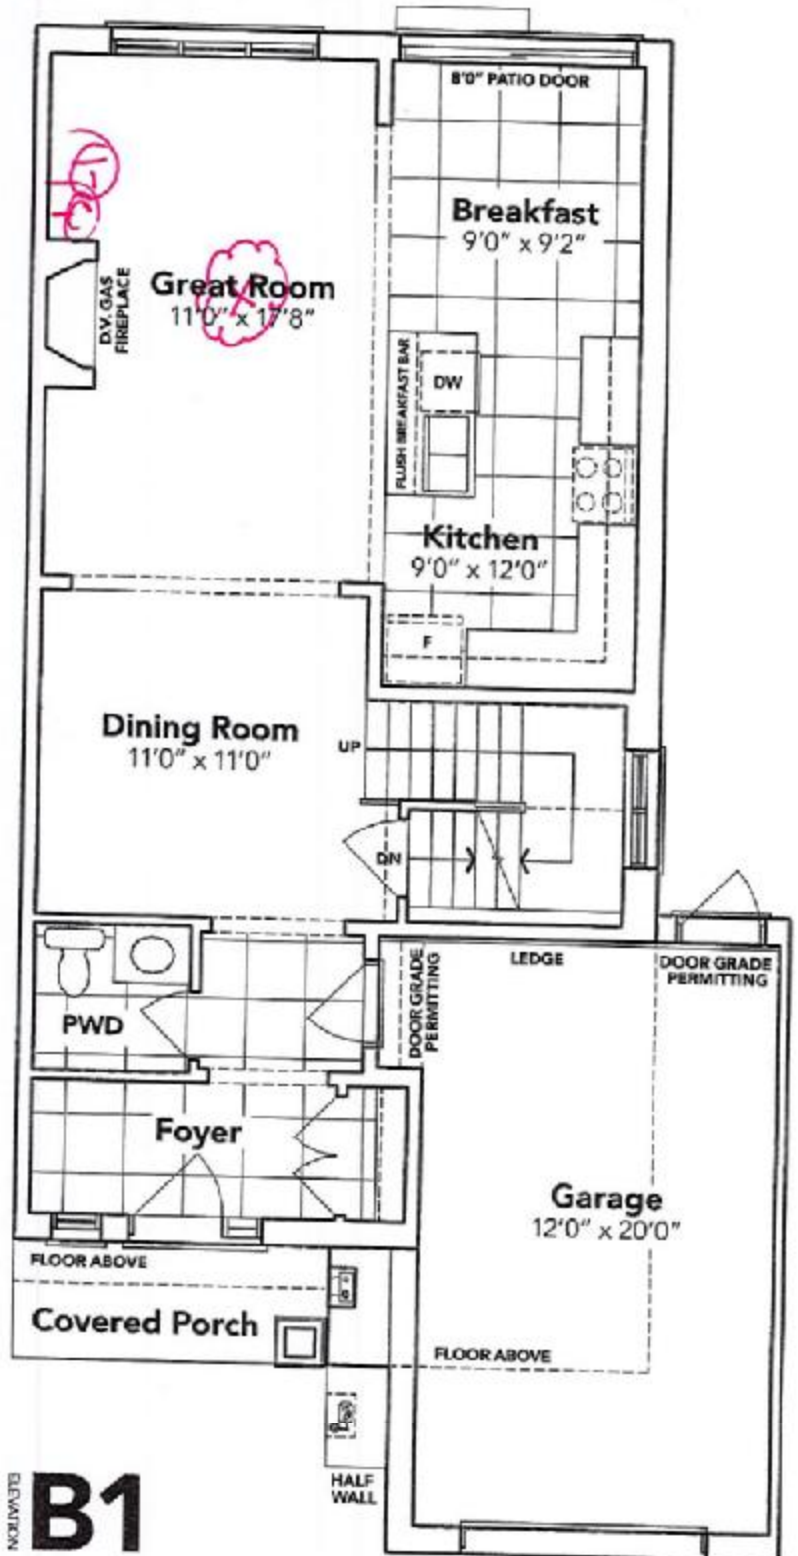 8'0" PATIO DOOR
Breakfast
9'0" x 9'2"
Great Room
11'0" x 17'8"
D.V. GAS
FIREPLACE
FLUSH BREAKFAST BAR
DW
Kitchen
9'0" x 12'0"
F
Dining Room
11'0" x 11'0"
UP
DN
PWD
DOOR GRADE
PERMITTING
LEDGE
DOOR GRADE
PERMITTING
Foyer
Garage
12'0" x 20'0"
FLOOR ABOVE
Covered Porch
FLOOR ABOVE
HALF
WALL
ELEVATION
B1